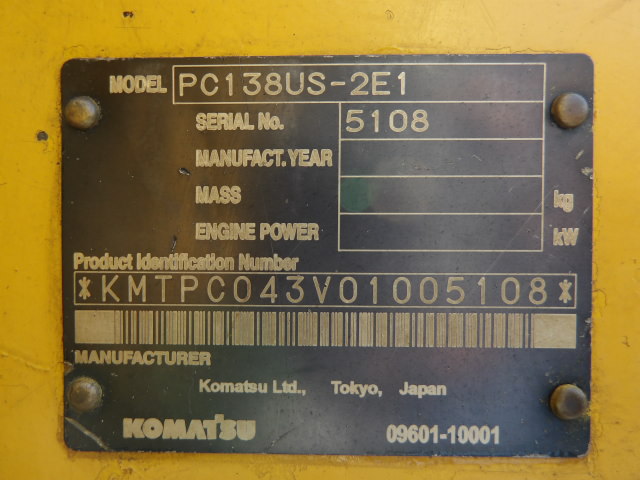 MODEL PC138US-2E1
SERIAL No. 5108
MANUFACT.YEAR
MASS kg
ENGINE POWER kW
Product Identification Number
*KMTPC043V01005108*
MANUFACTURER
Komatsu Ltd., Tokyo, Japan
KOMATSU 09601-10001